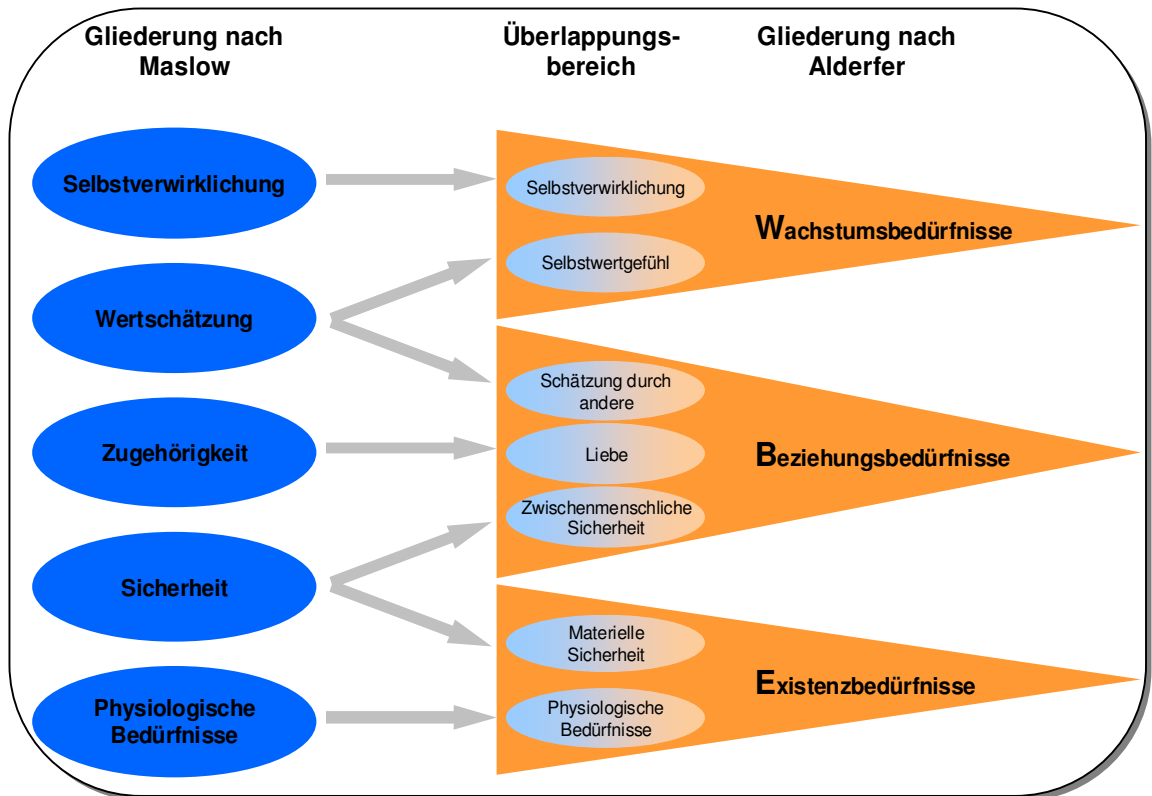 Gliederung nach
Maslow
Überlappungs-
bereich
Gliederung nach
Alderfer
Selbstverwirklichung
Wertschätzung
Zugehörigkeit
Sicherheit
Physiologische
Bedürfnisse
Selbstverwirklichung
Selbstwertgefühl
Schätzung durch
andere
Liebe
Zwischenmenschliche
Sicherheit
Materielle
Sicherheit
Physiologische
Bedürfnisse
Wachstumsbedürfnisse
Beziehungsbedürfnisse
Existenzbedürfnisse